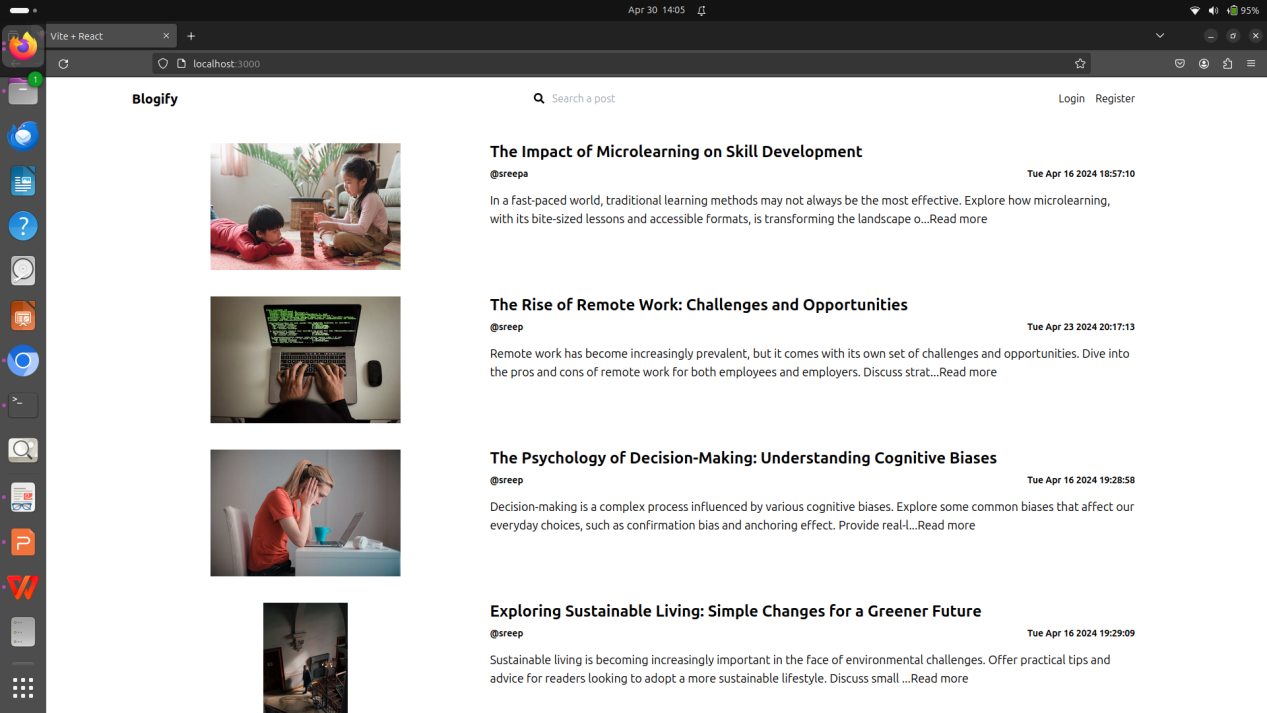 Apr 30 14:05
95%
Vite + React
localhost:3000
1
Blogify
Search a post
Login Register
The Impact of Microlearning on Skill Development
@sreepa
Tue Apr 16 2024 18:57:10
In a fast-paced world, traditional learning methods may not always be the most effective. Explore how microlearning,
with its bite-sized lessons and accessible formats, is transforming the landscape o...Read more
The Rise of Remote Work: Challenges and Opportunities
@sreep
Tue Apr 23 2024 20:17:13
Remote work has become increasingly prevalent, but it comes with its own set of challenges and opportunities. Dive into
the pros and cons of remote work for both employees and employers. Discuss strat...Read more
The Psychology of Decision-Making: Understanding Cognitive Biases
@sreep
Tue Apr 16 2024 19:28:58
Decision-making is a complex process influenced by various cognitive biases. Explore some common biases that affect our
everyday choices, such as confirmation bias and anchoring effect. Provide real-l...Read more
Exploring Sustainable Living: Simple Changes for a Greener Future
@sreep
Tue Apr 16 2024 19:29:09
Sustainable living is becoming increasingly important in the face of environmental challenges. Offer practical tips and
advice for readers looking to adopt a more sustainable lifestyle. Discuss small ...Read more